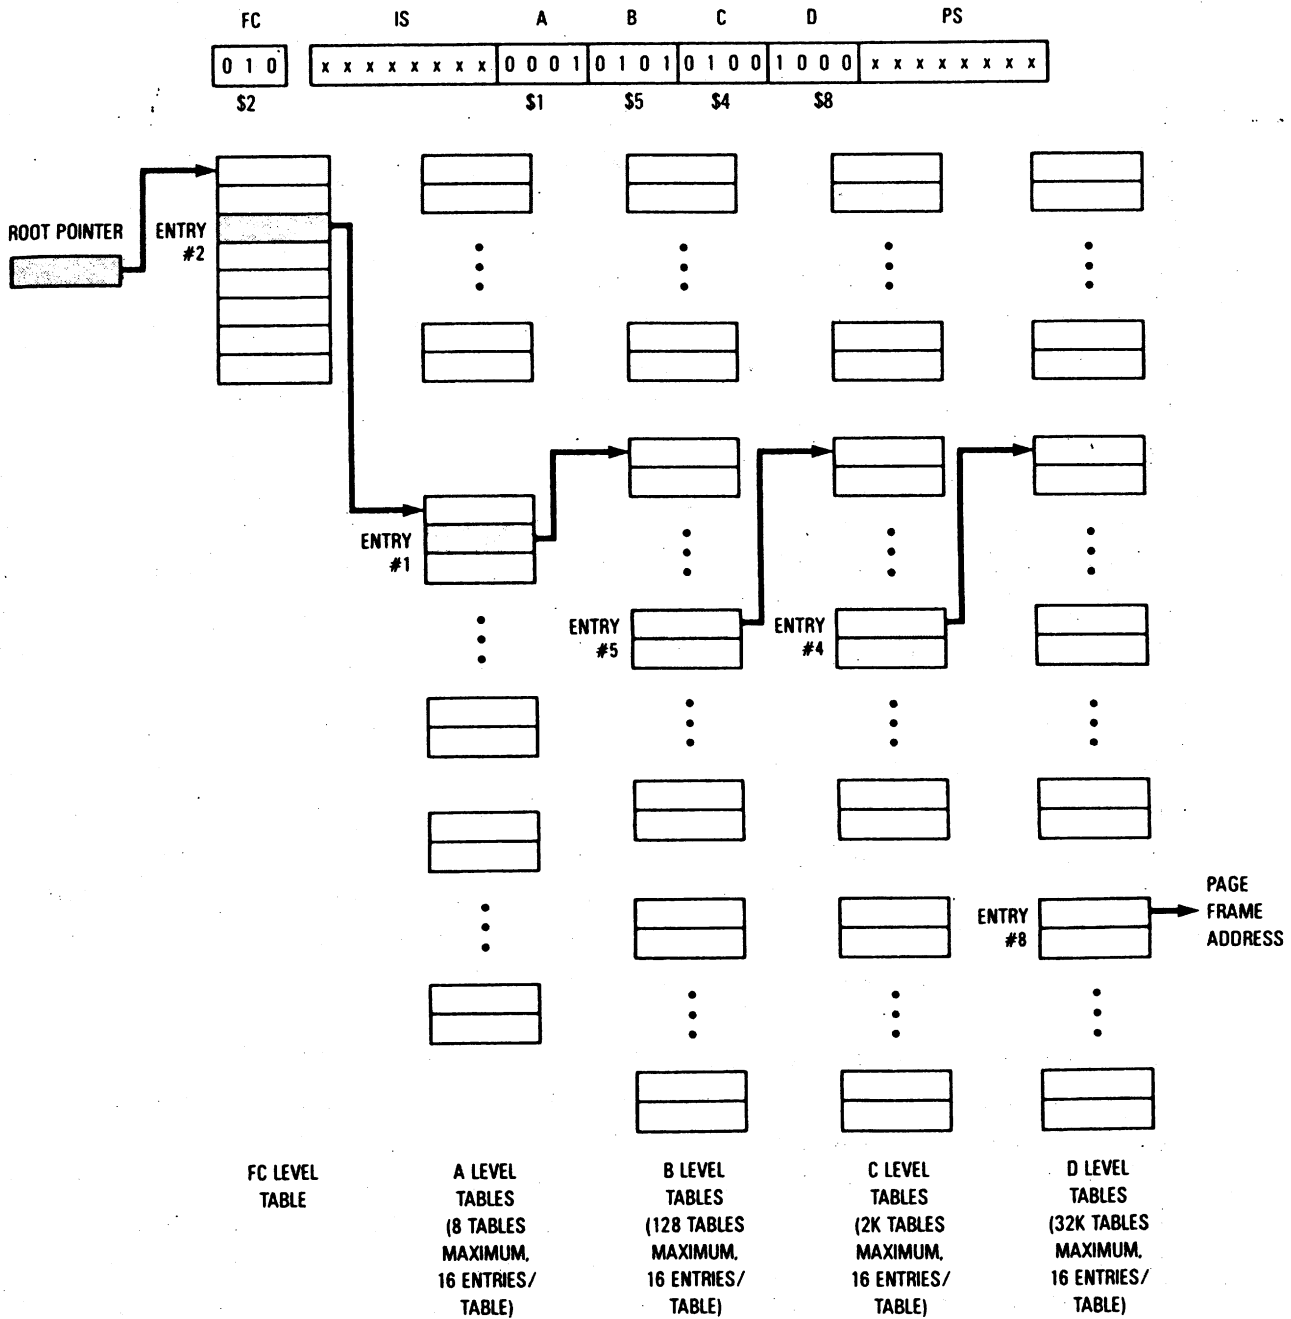 FC IS A B C D PS
0 1 0 x x x x x x x x 0 0 0 1 0 1 0 1 0 1 0 0 1 0 0 0 x x x x x x x x
$2 $1 $5 $4 $8
ROOT POINTER
ENTRY
#2
ENTRY
#1
ENTRY
#5
ENTRY
#4
ENTRY
#8
PAGE
FRAME
ADDRESS
FC LEVEL
TABLE
A LEVEL
TABLES
(8 TABLES
MAXIMUM,
16 ENTRIES/
TABLE)
B LEVEL
TABLES
(128 TABLES
MAXIMUM,
16 ENTRIES/
TABLE)
C LEVEL
TABLES
(2K TABLES
MAXIMUM,
16 ENTRIES/
TABLE)
D LEVEL
TABLES
(32K TABLES
MAXIMUM,
16 ENTRIES/
TABLE)